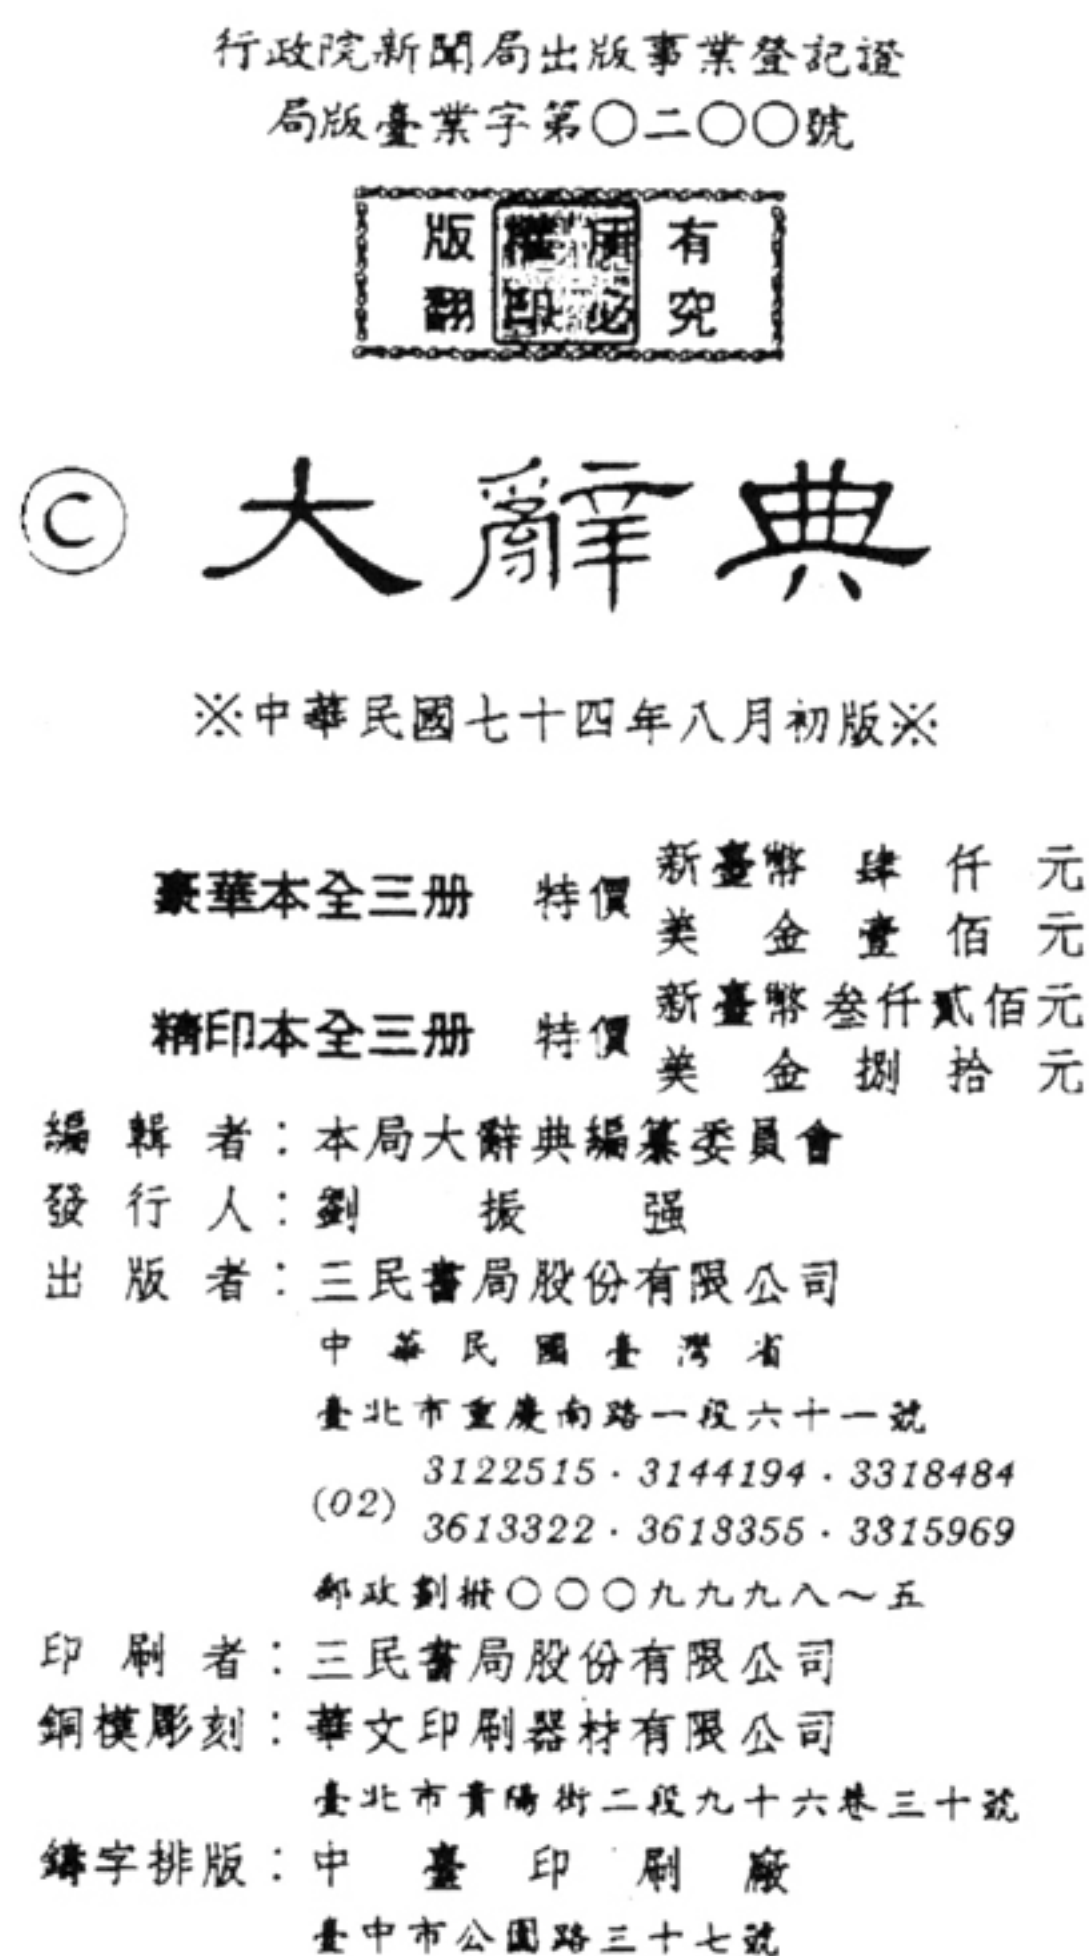 行政院新聞局出版事業登記證
局版臺業字第〇二〇〇號
版權所有
翻印必究
© 大辭典
※中華民國七十四年八月初版※
豪華本全三册 特價 新臺幣 肆仟元
美金壹佰元
精印本全三册 特價 新臺幣叁仟貳佰元
美金捌拾元
編輯者：本局大辭典編纂委員會
發行人：劉振强
出版者：三民書局股份有限公司
中華民國臺灣省
臺北市重慶南路一段六十一號
(02) 3122515·3144194·3318484
3613322·3613355·3315969
郵政劃撥〇〇〇九九九八～五
印刷者：三民書局股份有限公司
銅模彫刻：華文印刷器材有限公司
臺北市貴陽街二段九十六巷三十號
鑄字排版：中臺印刷廠
臺中市公園路三十七號